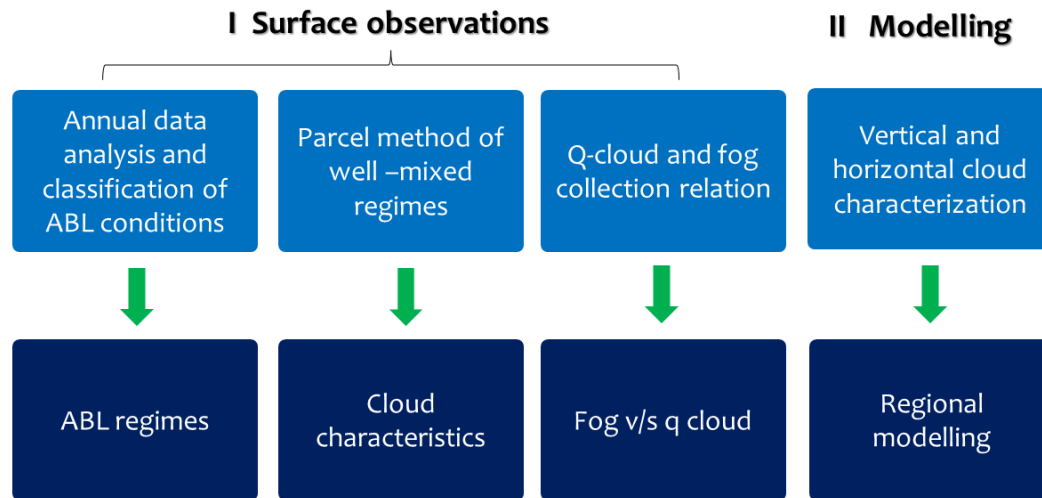 I Surface observations
II Modelling
Annual data
analysis and
classification of
ABL conditions
Parcel method of
well –mixed
regimes
Q-cloud and fog
collection relation
Vertical and
horizontal cloud
characterization
ABL regimes
Cloud
characteristics
Fog v/s q cloud
Regional
modelling